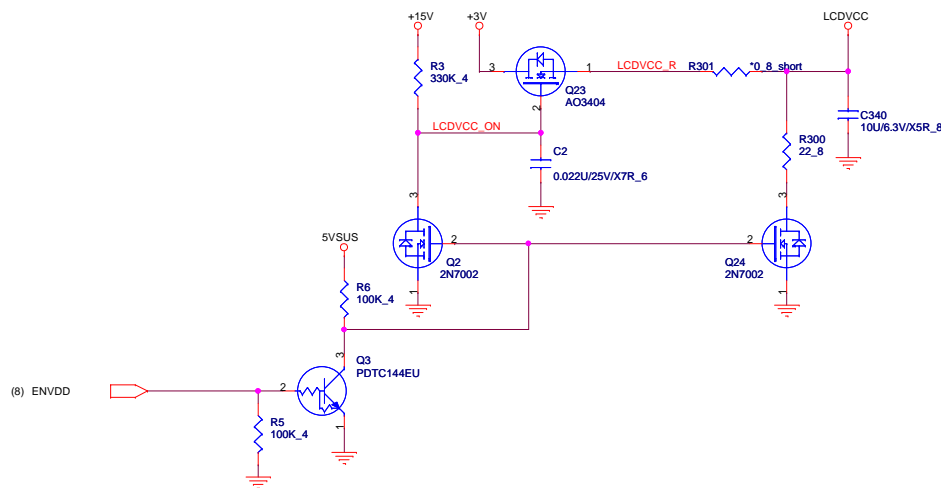 +15V
+3V
LCDVCC
R3
330K_4
3
1
LCDVCC_R
R301
*0_8_short
Q23
AO3404
2
LCDVCC_ON
C2
0.022U/25V/X7R_6
C340
10U/6.3V/X5R_8
R300
22_8
3
3
5VSUS
2
2
Q2
2N7002
Q24
2N7002
1
1
R6
100K_4
3
Q3
PDTC144EU
(8) ENVDD
2
1
R5
100K_4